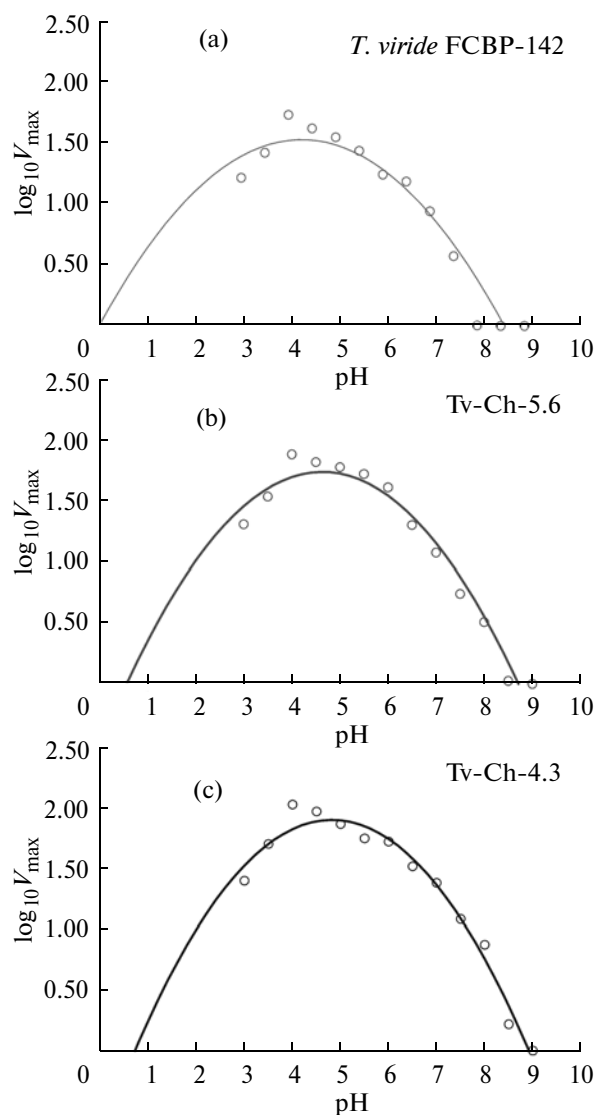 2.50
(a)
T. viride FCBP-142
2.00
1.50
1.00
0.50
log10Vmax
0 1 2 3 4 5 6 7 8 9 10
pH
2.50
(b)
Tv-Ch-5.6
2.00
1.50
1.00
0.50
log10Vmax
0 1 2 3 4 5 6 7 8 9 10
pH
2.50
(c)
Tv-Ch-4.3
2.00
1.50
1.00
0.50
log10Vmax
0 1 2 3 4 5 6 7 8 9 10
pH